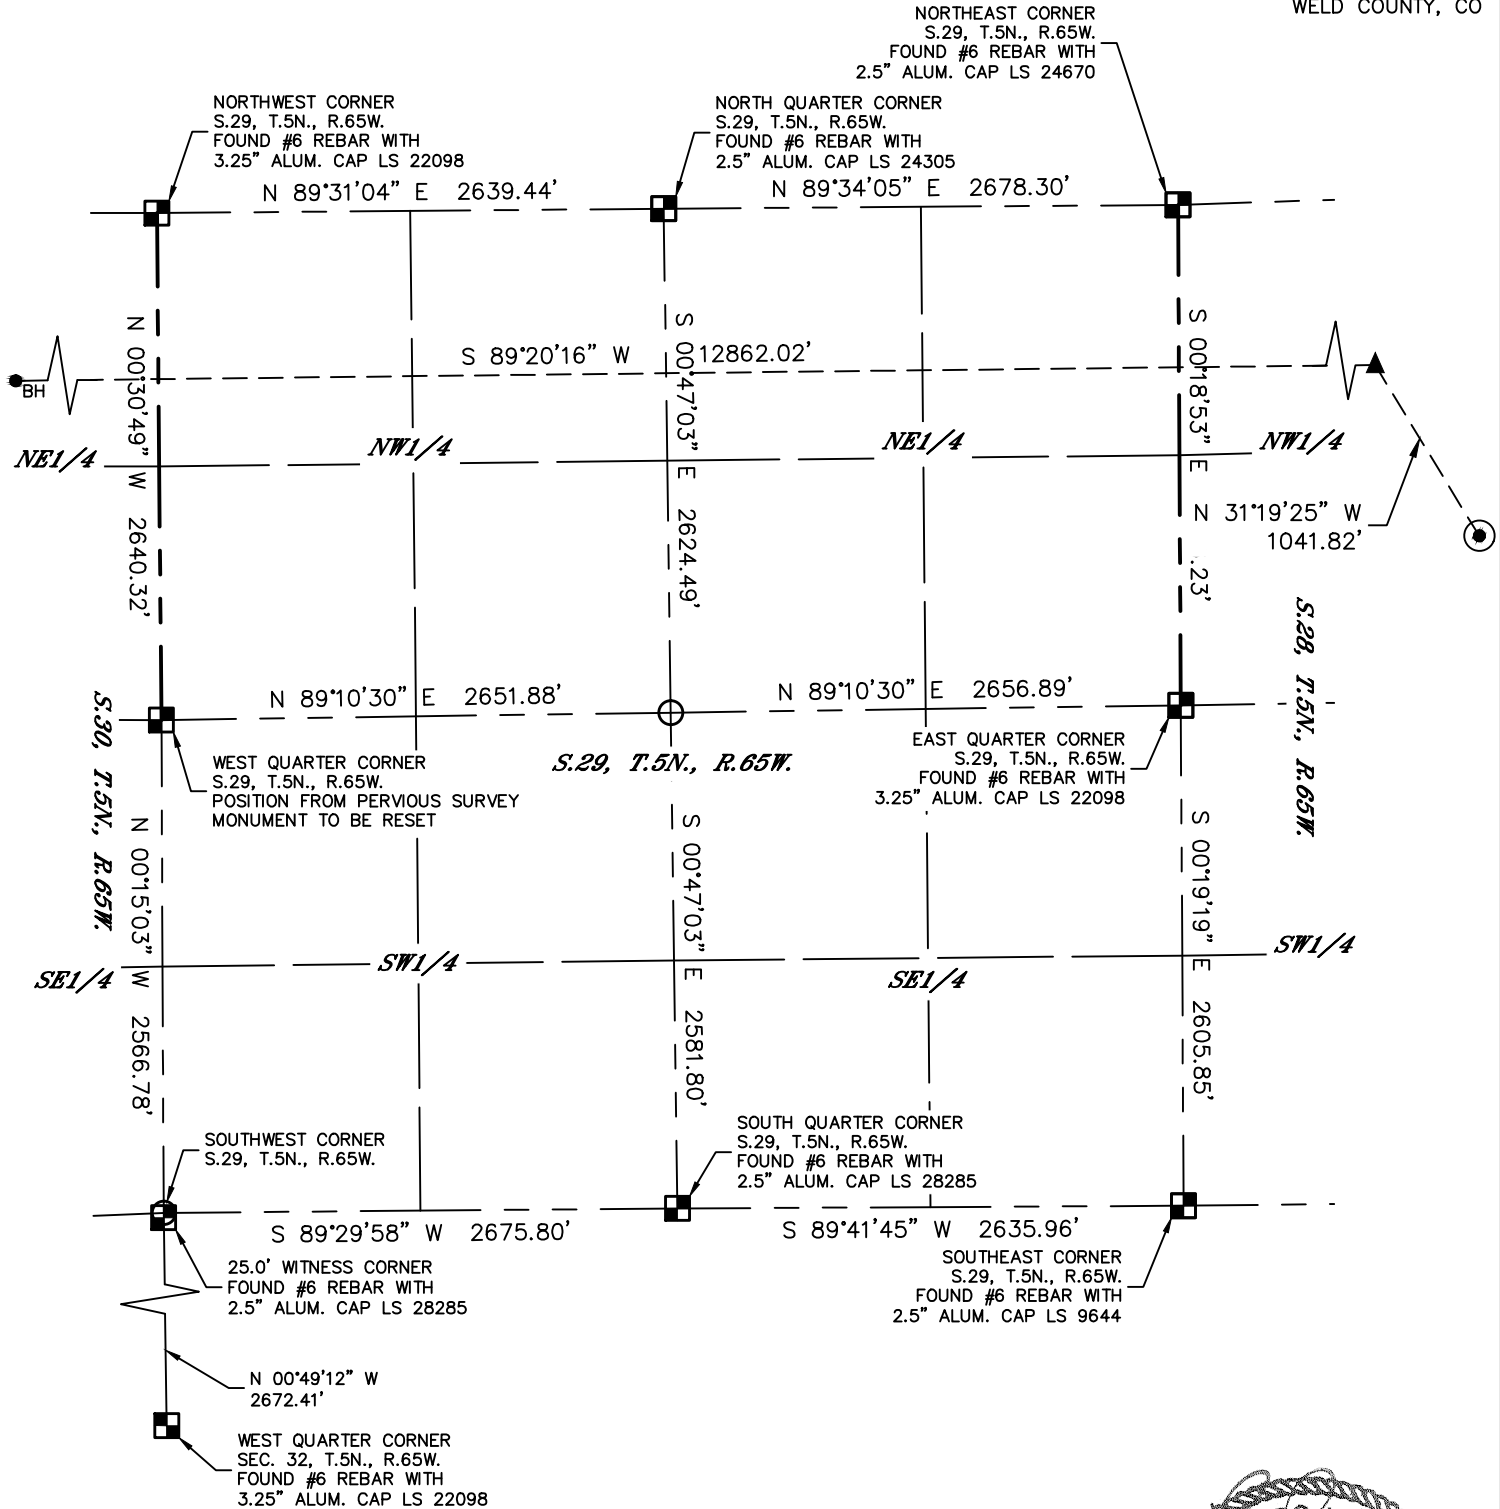 WELD COUNTY, CO
NORTHEAST CORNER
S.29, T.5N., R.65W.
FOUND #6 REBAR WITH
2.5" ALUM. CAP LS 24670
NORTHWEST CORNER
S.29, T.5N., R.65W.
FOUND #6 REBAR WITH
3.25" ALUM. CAP LS 22098
NORTH QUARTER CORNER
S.29, T.5N., R.65W.
FOUND #6 REBAR WITH
2.5" ALUM. CAP LS 24305
N 89°31'04" E 2639.44'
N 89°34'05" E 2678.30'
N 00°30'49" W 2640.32'
S 00°47'03" E 2624.49'
S 00°18'53" E .23'
S 89°20'16" W 12862.02'
BH
NE1/4
NW1/4
NE1/4
NW1/4
N 31°19'25" W
1041.82'
S.28, T.5N., R.65W.
N 89°10'30" E 2651.88'
N 89°10'30" E 2656.89'
S.30, T.5N., R.65W.
WEST QUARTER CORNER
S.29, T.5N., R.65W.
POSITION FROM PERVIOUS SURVEY
MONUMENT TO BE RESET
S.29, T.5N., R.65W.
EAST QUARTER CORNER
S.29, T.5N., R.65W.
FOUND #6 REBAR WITH
3.25" ALUM. CAP LS 22098
N 00°15'03" W 2566.78'
S 00°47'03" E 2581.80'
S 00°19'19" E 2605.85'
SE1/4
SW1/4
SE1/4
SW1/4
SOUTHWEST CORNER
S.29, T.5N., R.65W.
SOUTH QUARTER CORNER
S.29, T.5N., R.65W.
FOUND #6 REBAR WITH
2.5" ALUM. CAP LS 28285
S 89°29'58" W 2675.80'
S 89°41'45" W 2635.96'
25.0' WITNESS CORNER
FOUND #6 REBAR WITH
2.5" ALUM. CAP LS 28285
SOUTHEAST CORNER
S.29, T.5N., R.65W.
FOUND #6 REBAR WITH
2.5" ALUM. CAP LS 9644
N 00°49'12" W
2672.41'
WEST QUARTER CORNER
SEC. 32, T.5N., R.65W.
FOUND #6 REBAR WITH
3.25" ALUM. CAP LS 22098